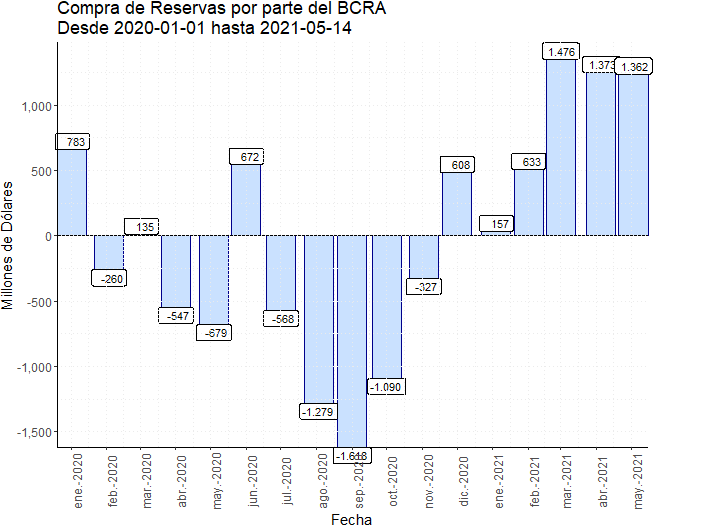 Compra de Reservas por parte del BCRA
Desde 2020-01-01 hasta 2021-05-14
Millones de Dólares
1,000
500
0
-500
-1,000
-1,500
783
-260
135
-547
-679
672
-568
-1.279
-1.618
-1.090
-327
608
157
633
1.476
1.373
1.362
ene.-2020
feb.-2020
mar.-2020
abr.-2020
may.-2020
jun.-2020
jul.-2020
ago.-2020
sep.-2020
oct.-2020
nov.-2020
dic.-2020
ene.-2021
feb.-2021
mar.-2021
abr.-2021
may.-2021
Fecha